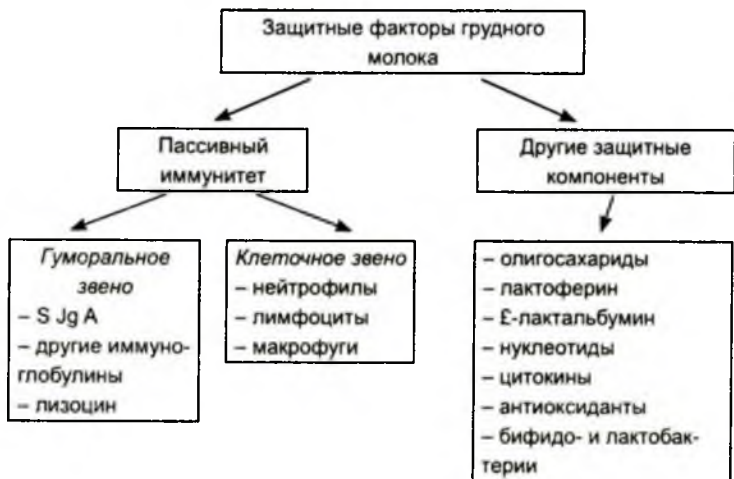 Защитные факторы грудного
молока
Пассивный
иммунитет
Другие защитные
компоненты
Гуморальное
звено
– S Jg A
– другие иммуно-
глобулины
– лизоцин
Клеточное звено
– нейтрофилы
– лимфоциты
– макрофуги
– олигосахариды
– лактоферин
– £-лактальбумин
– нуклеотиды
– цитокины
– антиоксиданты
– бифидо- и лактобак-
терии